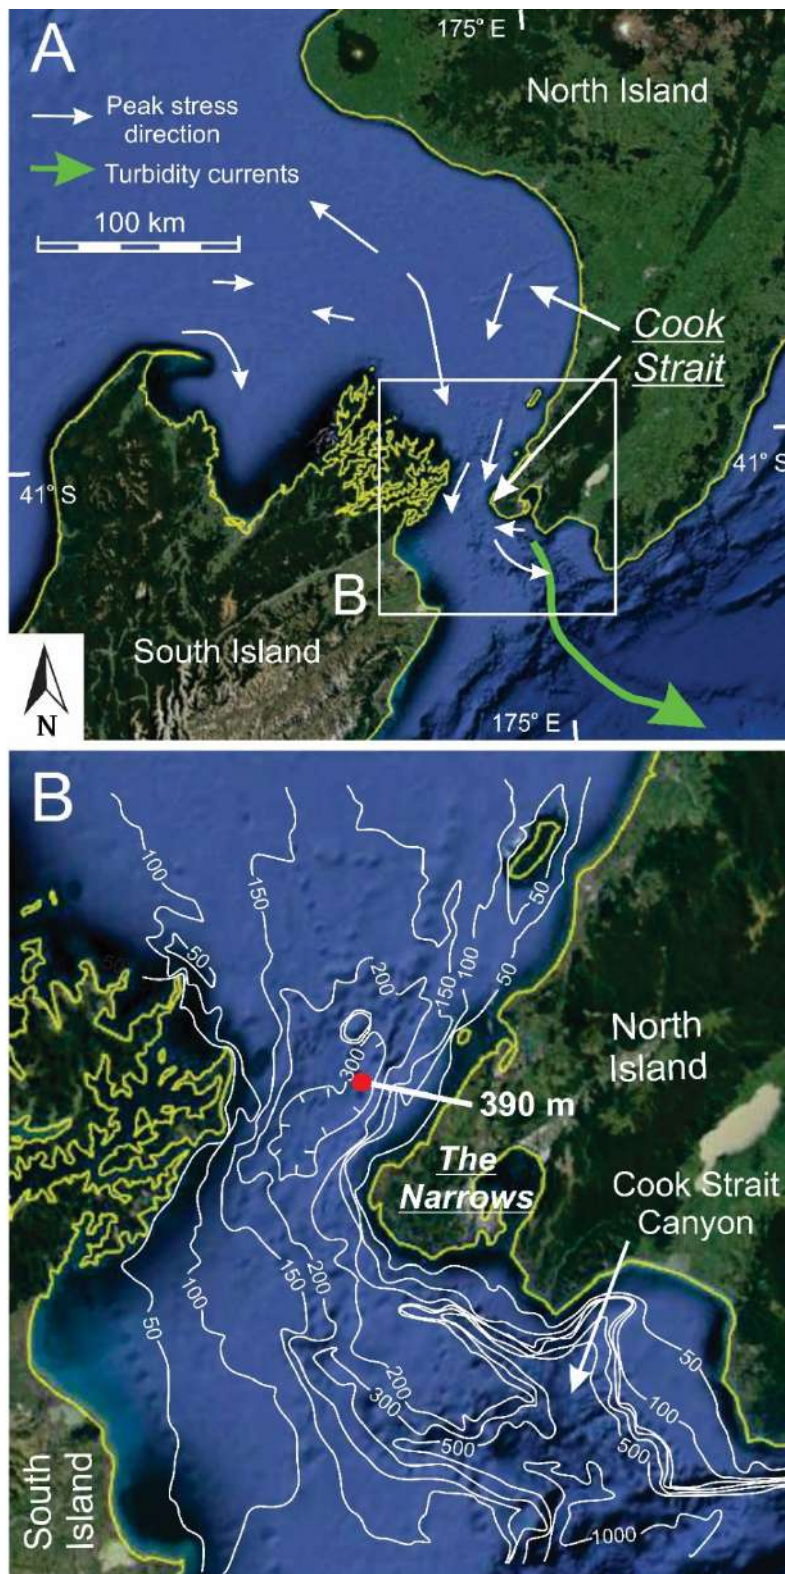 A
175° E
North Island
Peak stress
direction
Turbidity currents
100 km
Cook
Strait
41° S
41° S
B
South Island
N
175° E
B
100
150
50
50
200
150
100
50
North
Island
300
390 m
The
Narrows
Cook Strait
Canyon
200
150
100
50
50
200
300
100
500
500
1000
South
Island